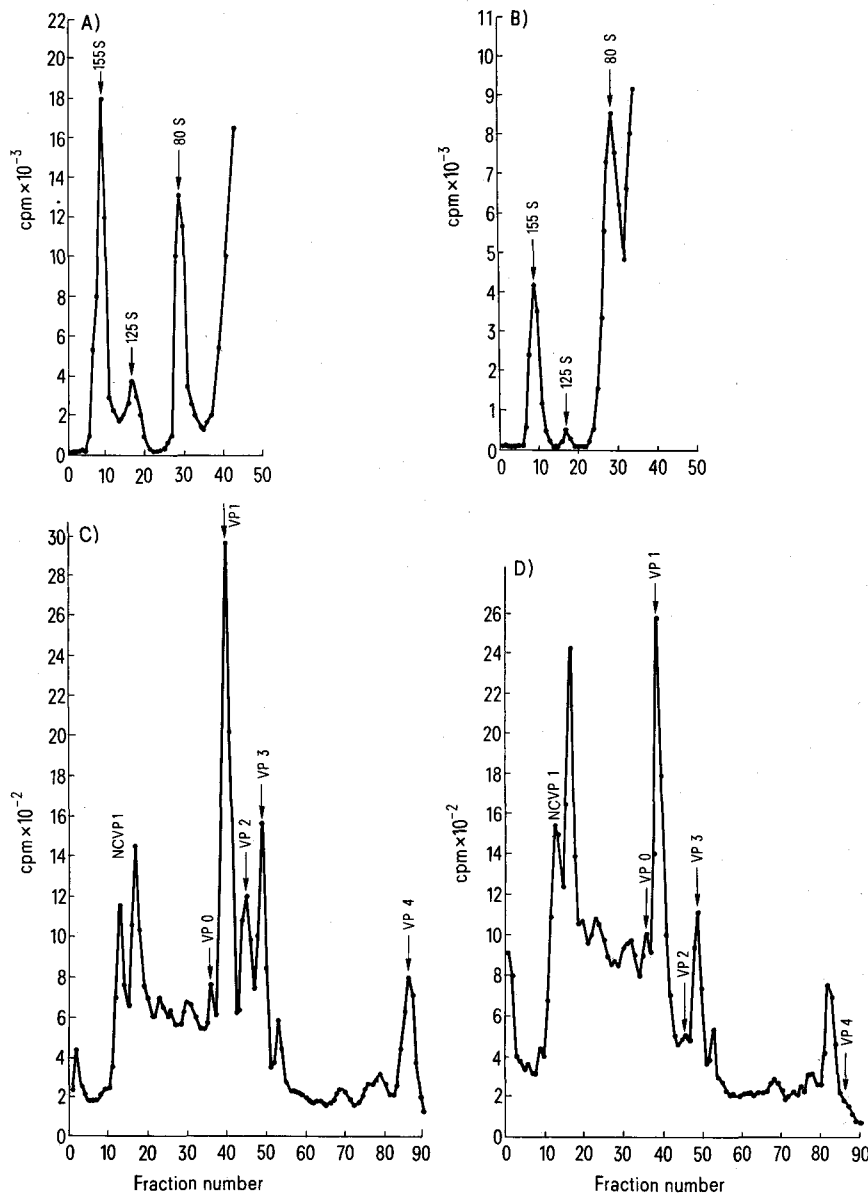 A)
22
20
18
16
14
12
10
8
6
4
2
0
cpm×10⁻³
155 S
125 S
80 S
0 10 20 30 40 50
B)
11
10
9
8
7
6
5
4
3
2
1
0
cpm×10⁻³
155 S
125 S
80 S
0 10 20 30 40 50
C)
30
28
26
24
22
20
18
16
14
12
10
8
6
4
2
0
cpm×10⁻²
NCVP1
VP 0
VP1
VP 2
VP 3
VP 4
0 10 20 30 40 50 60 70 80 90
Fraction number
D)
26
24
22
20
18
16
14
12
10
8
6
4
2
0
cpm×10⁻²
NCVP 1
VP 0
VP 1
VP2
VP 3
VP 4
0 10 20 30 40 50 60 70 80 90
Fraction number